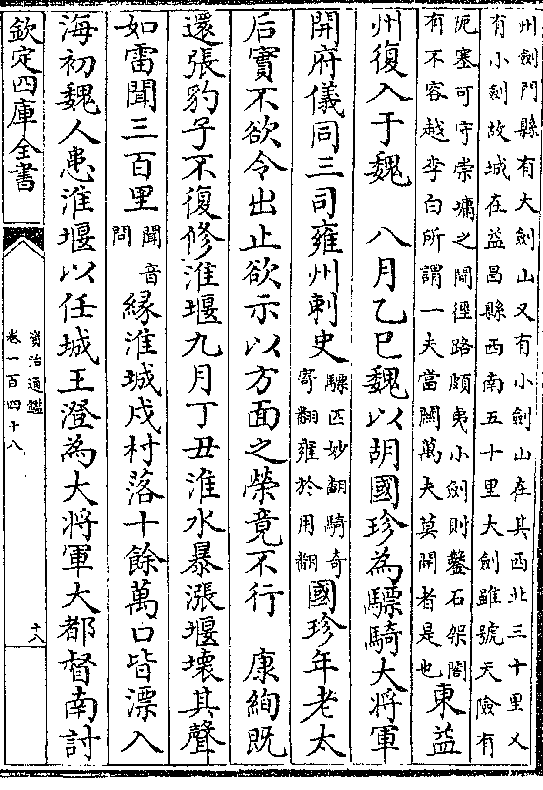 州劍門縣有大劍山又有小劍山在其西北三十里又
有小劍故城在益昌縣西南五十里大劍雖號天險有
阨塞可守崇墉之閒徑路頗夷小劍則鑿石架閣
有不容越李白所謂一夫當關萬夫莫開者是也東益
州復入于魏　八月乙巳魏以胡國珍為驃騎大將軍
開府儀同三司雍州刺史驃匹妙翻騎奇寄翻雍於用翻國珍年老太
后實不欲令出止欲示以方面之榮竟不行　康絢既
還張豹子不復修淮堰九月丁丑淮水暴漲堰壞其聲
如雷聞三百里聞音問緣淮城戍村落十餘萬口皆漂入
海初魏人患淮堰以任城王澄為大將軍大都督南討
欽定四庫全書
資治通鑑
卷一百四十八
十八